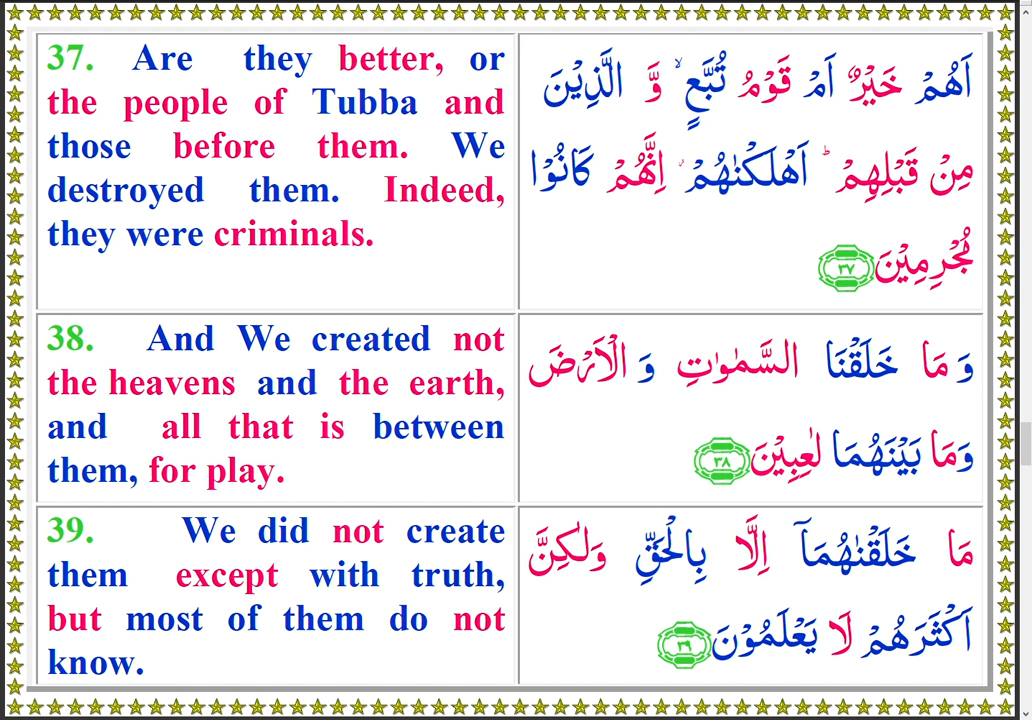 37. Are they better, or
the people of Tubba and
those before them. We
destroyed them. Indeed,
they were criminals.
اَهُمْ خَيْرٌ اَمْ قَوْمُ تُبَّعٍ ۙ وَّ الَّذِيْنَ
مِنْ قَبْلِهِمْ ؕ اَهْلَكْنٰهُمْ ؗ اِنَّهُمْ كَانُوْا
مُجْرِمِيْنَ ۳۷
38. And We created not
the heavens and the earth,
and all that is between
them, for play.
وَ مَا خَلَقْنَا السَّمٰوٰتِ وَ الْاَرْضَ
وَمَا بَيْنَهُمَا لٰعِبِيْنَ ۳۸
39. We did not create
them except with truth,
but most of them do not
know.
مَا خَلَقْنٰهُمَاۤ اِلَّا بِالْحَقِّ وَلٰكِنَّ
اَكْثَرَهُمْ لَا يَعْلَمُوْنَ ۳۹